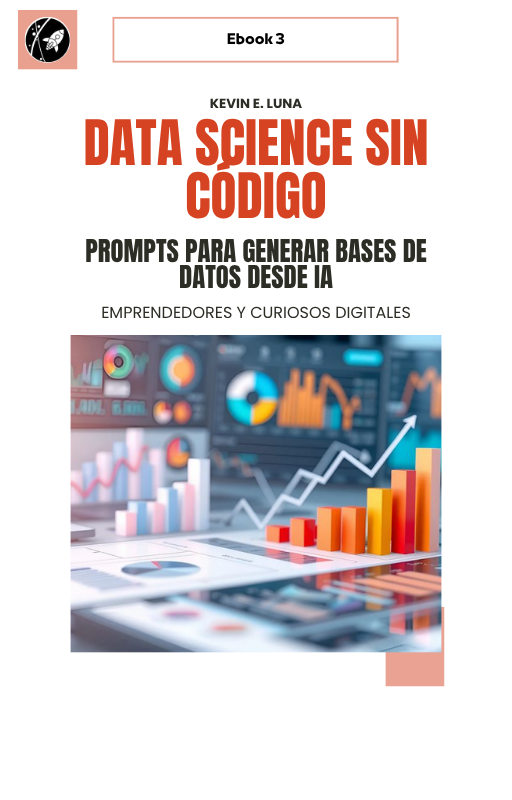 Ebook 3
KEVIN E. LUNA
DATA SCIENCE SIN
CÓDIGO
PROMPTS PARA GENERAR BASES DE
DATOS DESDE IA
EMPRENDEDORES Y CURIOSOS DIGITALES